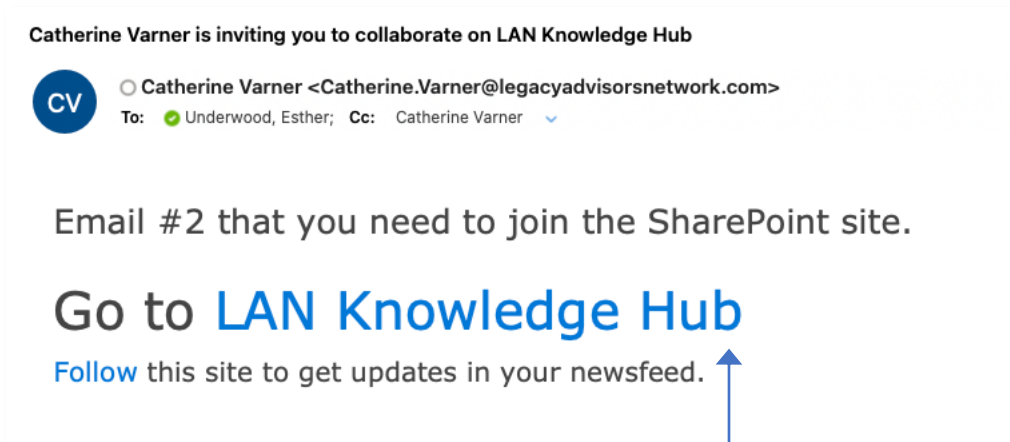 Catherine Varner is inviting you to collaborate on LAN Knowledge Hub
CV
Catherine Varner <Catherine.Varner@legacyadvisorsnetwork.com>
To: Underwood, Esther; Cc: Catherine Varner
Email #2 that you need to join the SharePoint site.
Go to LAN Knowledge Hub
Follow this site to get updates in your newsfeed.